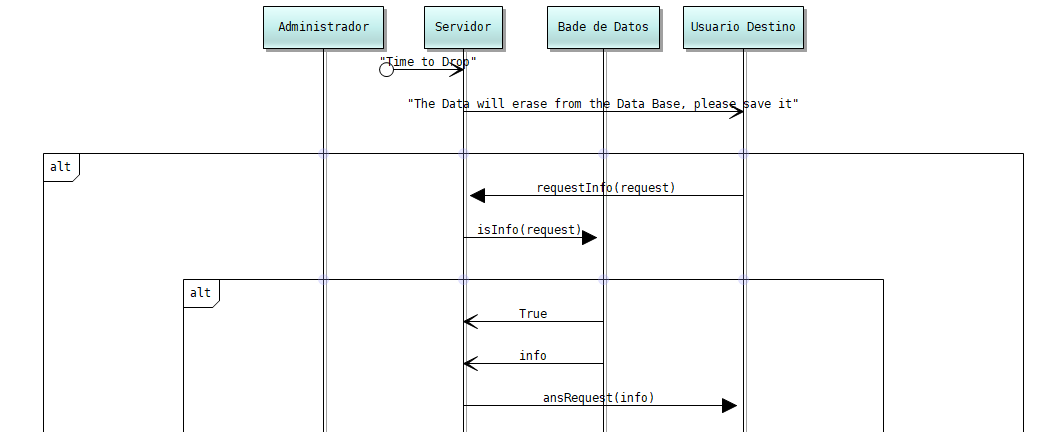 Administrador
Servidor
Bade de Datos
Usuario Destino
"Time to Drop"
"The Data will erase from the Data Base, please save it"
alt
requestInfo(request)
isInfo(request)
alt
True
info
ansRequest(info)